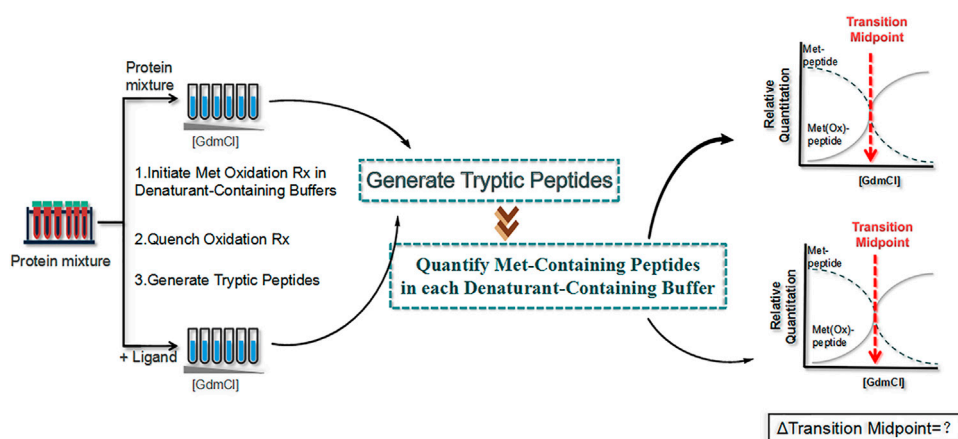 Protein
mixture
[GdmCl]
1.Initiate Met Oxidation Rx in
Denaturant-Containing Buffers
2.Quench Oxidation Rx
3.Generate Tryptic Peptides
Protein mixture
+ Ligand
[GdmCl]
Generate Tryptic Peptides
Quantify Met-Containing Peptides
in each Denaturant-Containing Buffer
Transition
Midpoint
Met-
peptide
Relative
Quantitation
Met(Ox)-
peptide
[GdmCl]
Transition
Midpoint
Met-
peptide
Relative
Quantitation
Met(Ox)-
peptide
[GdmCl]
ΔTransition Midpoint=?